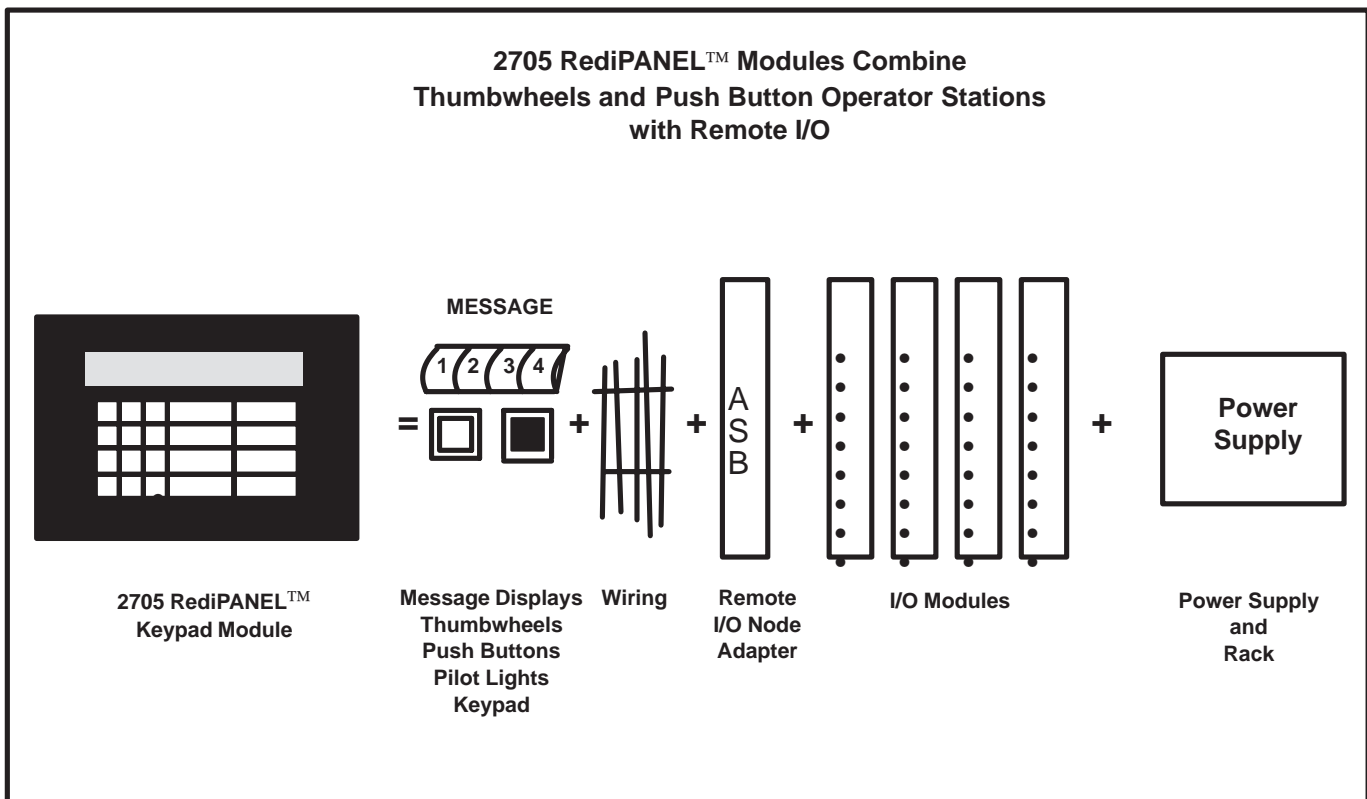 2705 RediPANEL™ Modules Combine
Thumbwheels and Push Button Operator Stations
with Remote I/O
MESSAGE
1 2 3 4
= + + + +
A
S
B
Power
Supply
2705 RediPANEL™
Keypad Module
Message Displays
Thumbwheels
Push Buttons
Pilot Lights
Keypad
Wiring
Remote
I/O Node
Adapter
I/O Modules
Power Supply
and
Rack